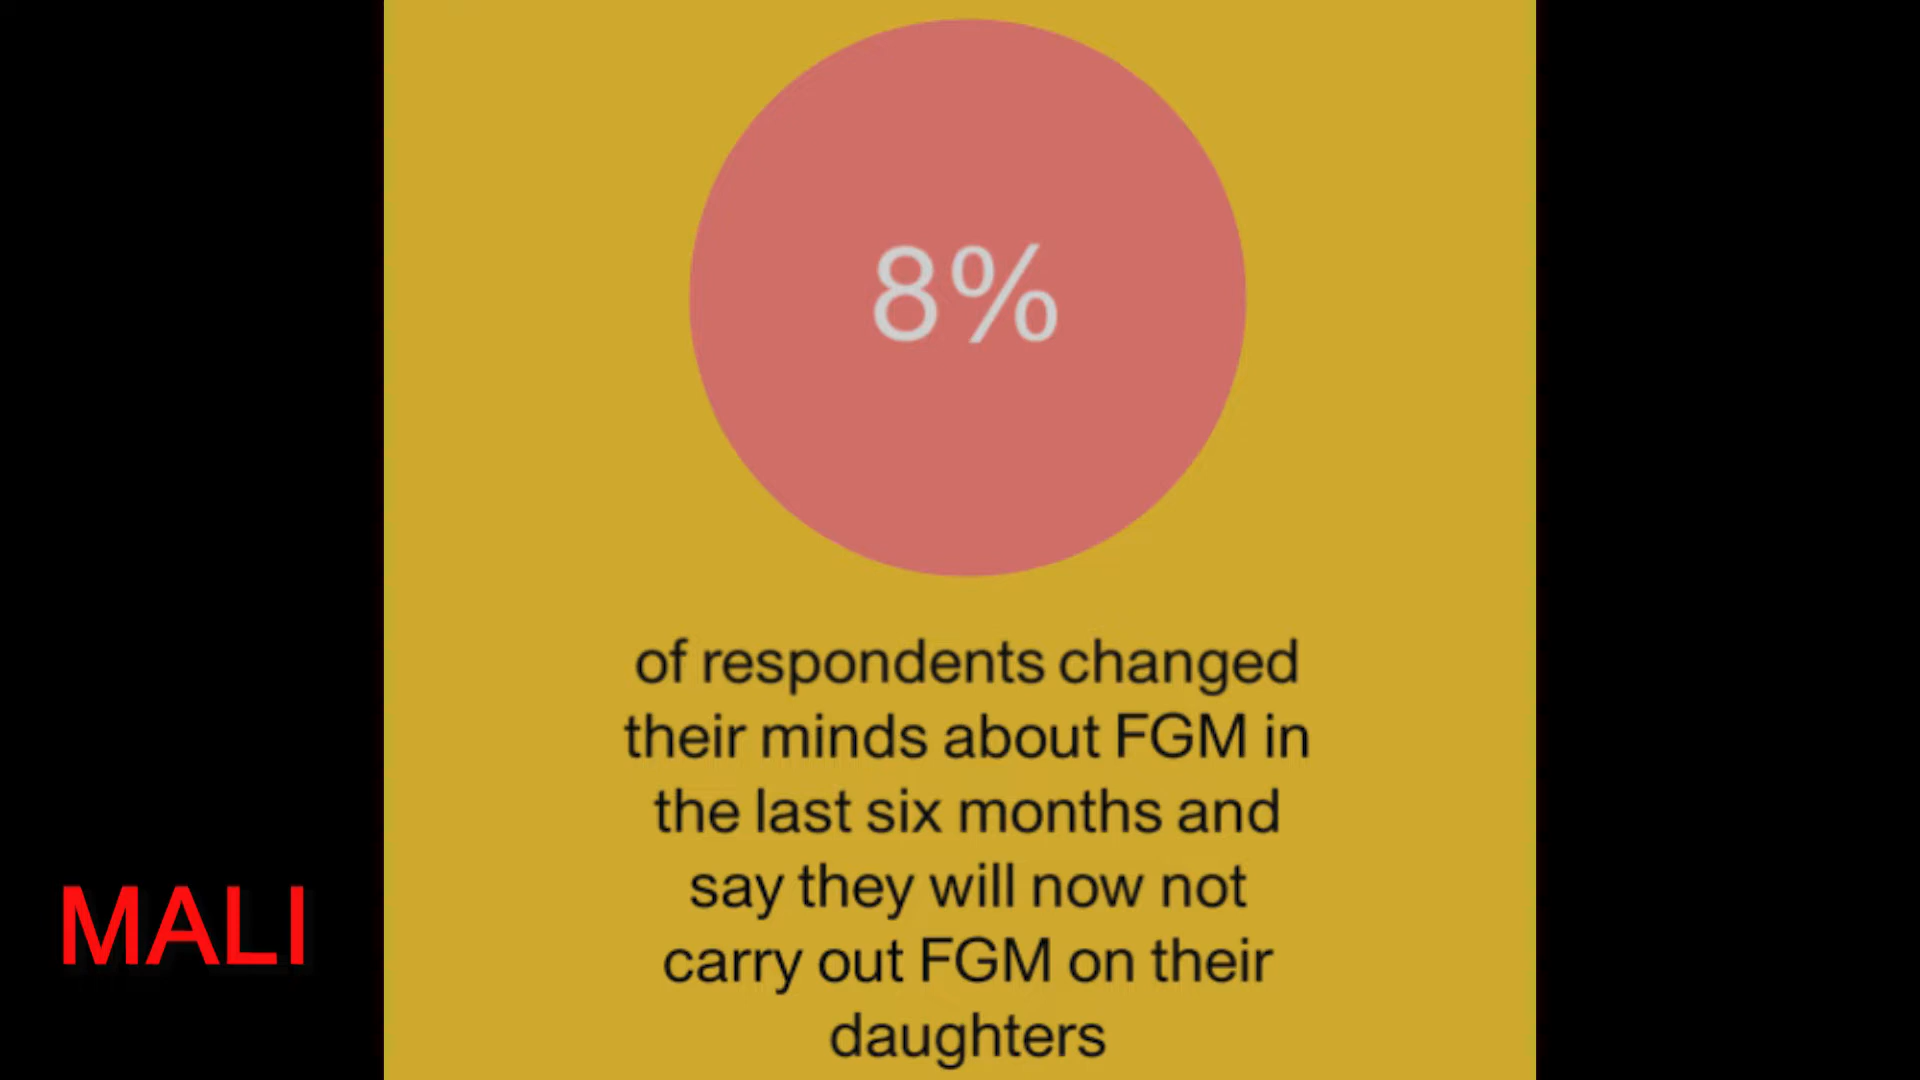 8%
of respondents changed
their minds about FGM in
the last six months and
say they will now not
carry out FGM on their
daughters
MALI